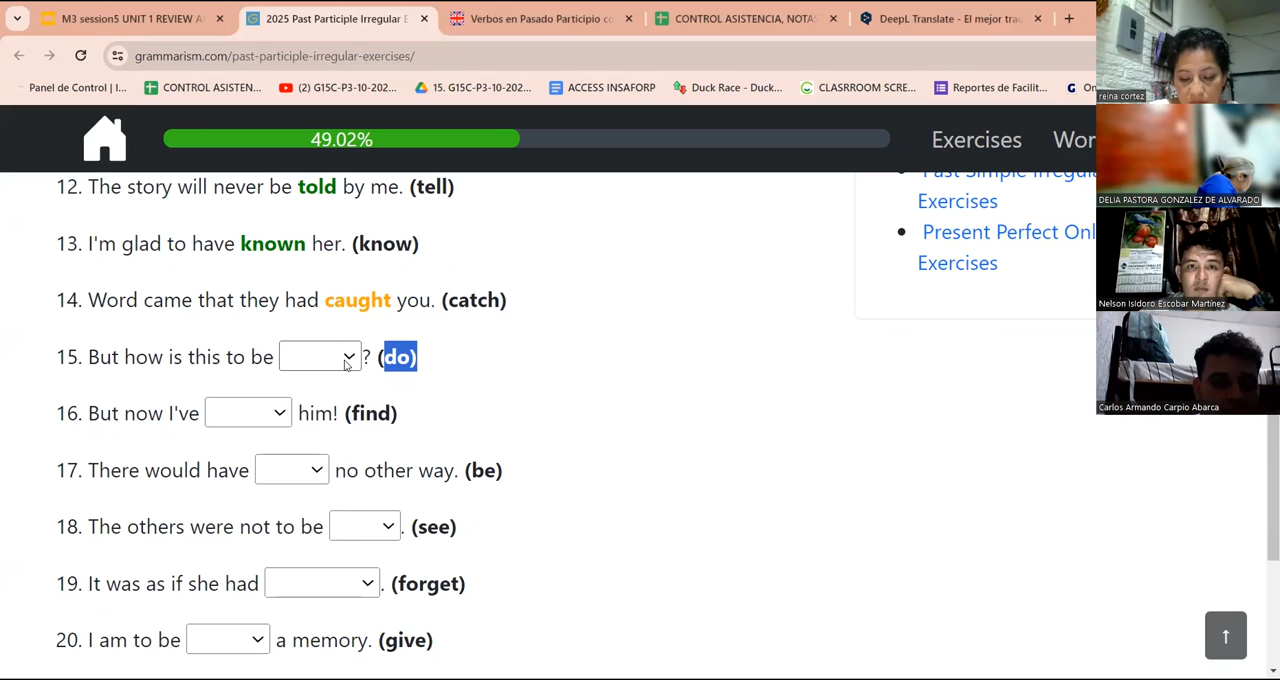 M3 session5 UNIT 1 REVIEW A
2025 Past Participle Irregular E
Verbos en Pasado Participio co
CONTROL ASISTENCIA, NOTA
DeepL Translate - El mejor tra
grammarism.com/past-participle-irregular-exercises/
Panel de Control | I...
CONTROL ASISTEN...
(2) G15C-P3-10-202...
15. G15C-P3-10-202...
ACCESS INSAFORP
Duck Race - Duck...
CLASRROOM SCRE...
Reportes de Facilit...
49.02%
Exercises
Wor
12. The story will never be told by me. (tell)
13. I'm glad to have known her. (know)
14. Word came that they had caught you. (catch)
15. But how is this to be ? (do)
16. But now I've him! (find)
17. There would have no other way. (be)
18. The others were not to be . (see)
19. It was as if she had . (forget)
20. I am to be a memory. (give)
Past Simple Irregula
Exercises
Present Perfect Onl
Exercises
reina cortez
DELIA PASTORA GONZALEZ DE ALVARADO
Nelson Isidoro Escobar Martínez
Carlos Armando Carpio Abarca